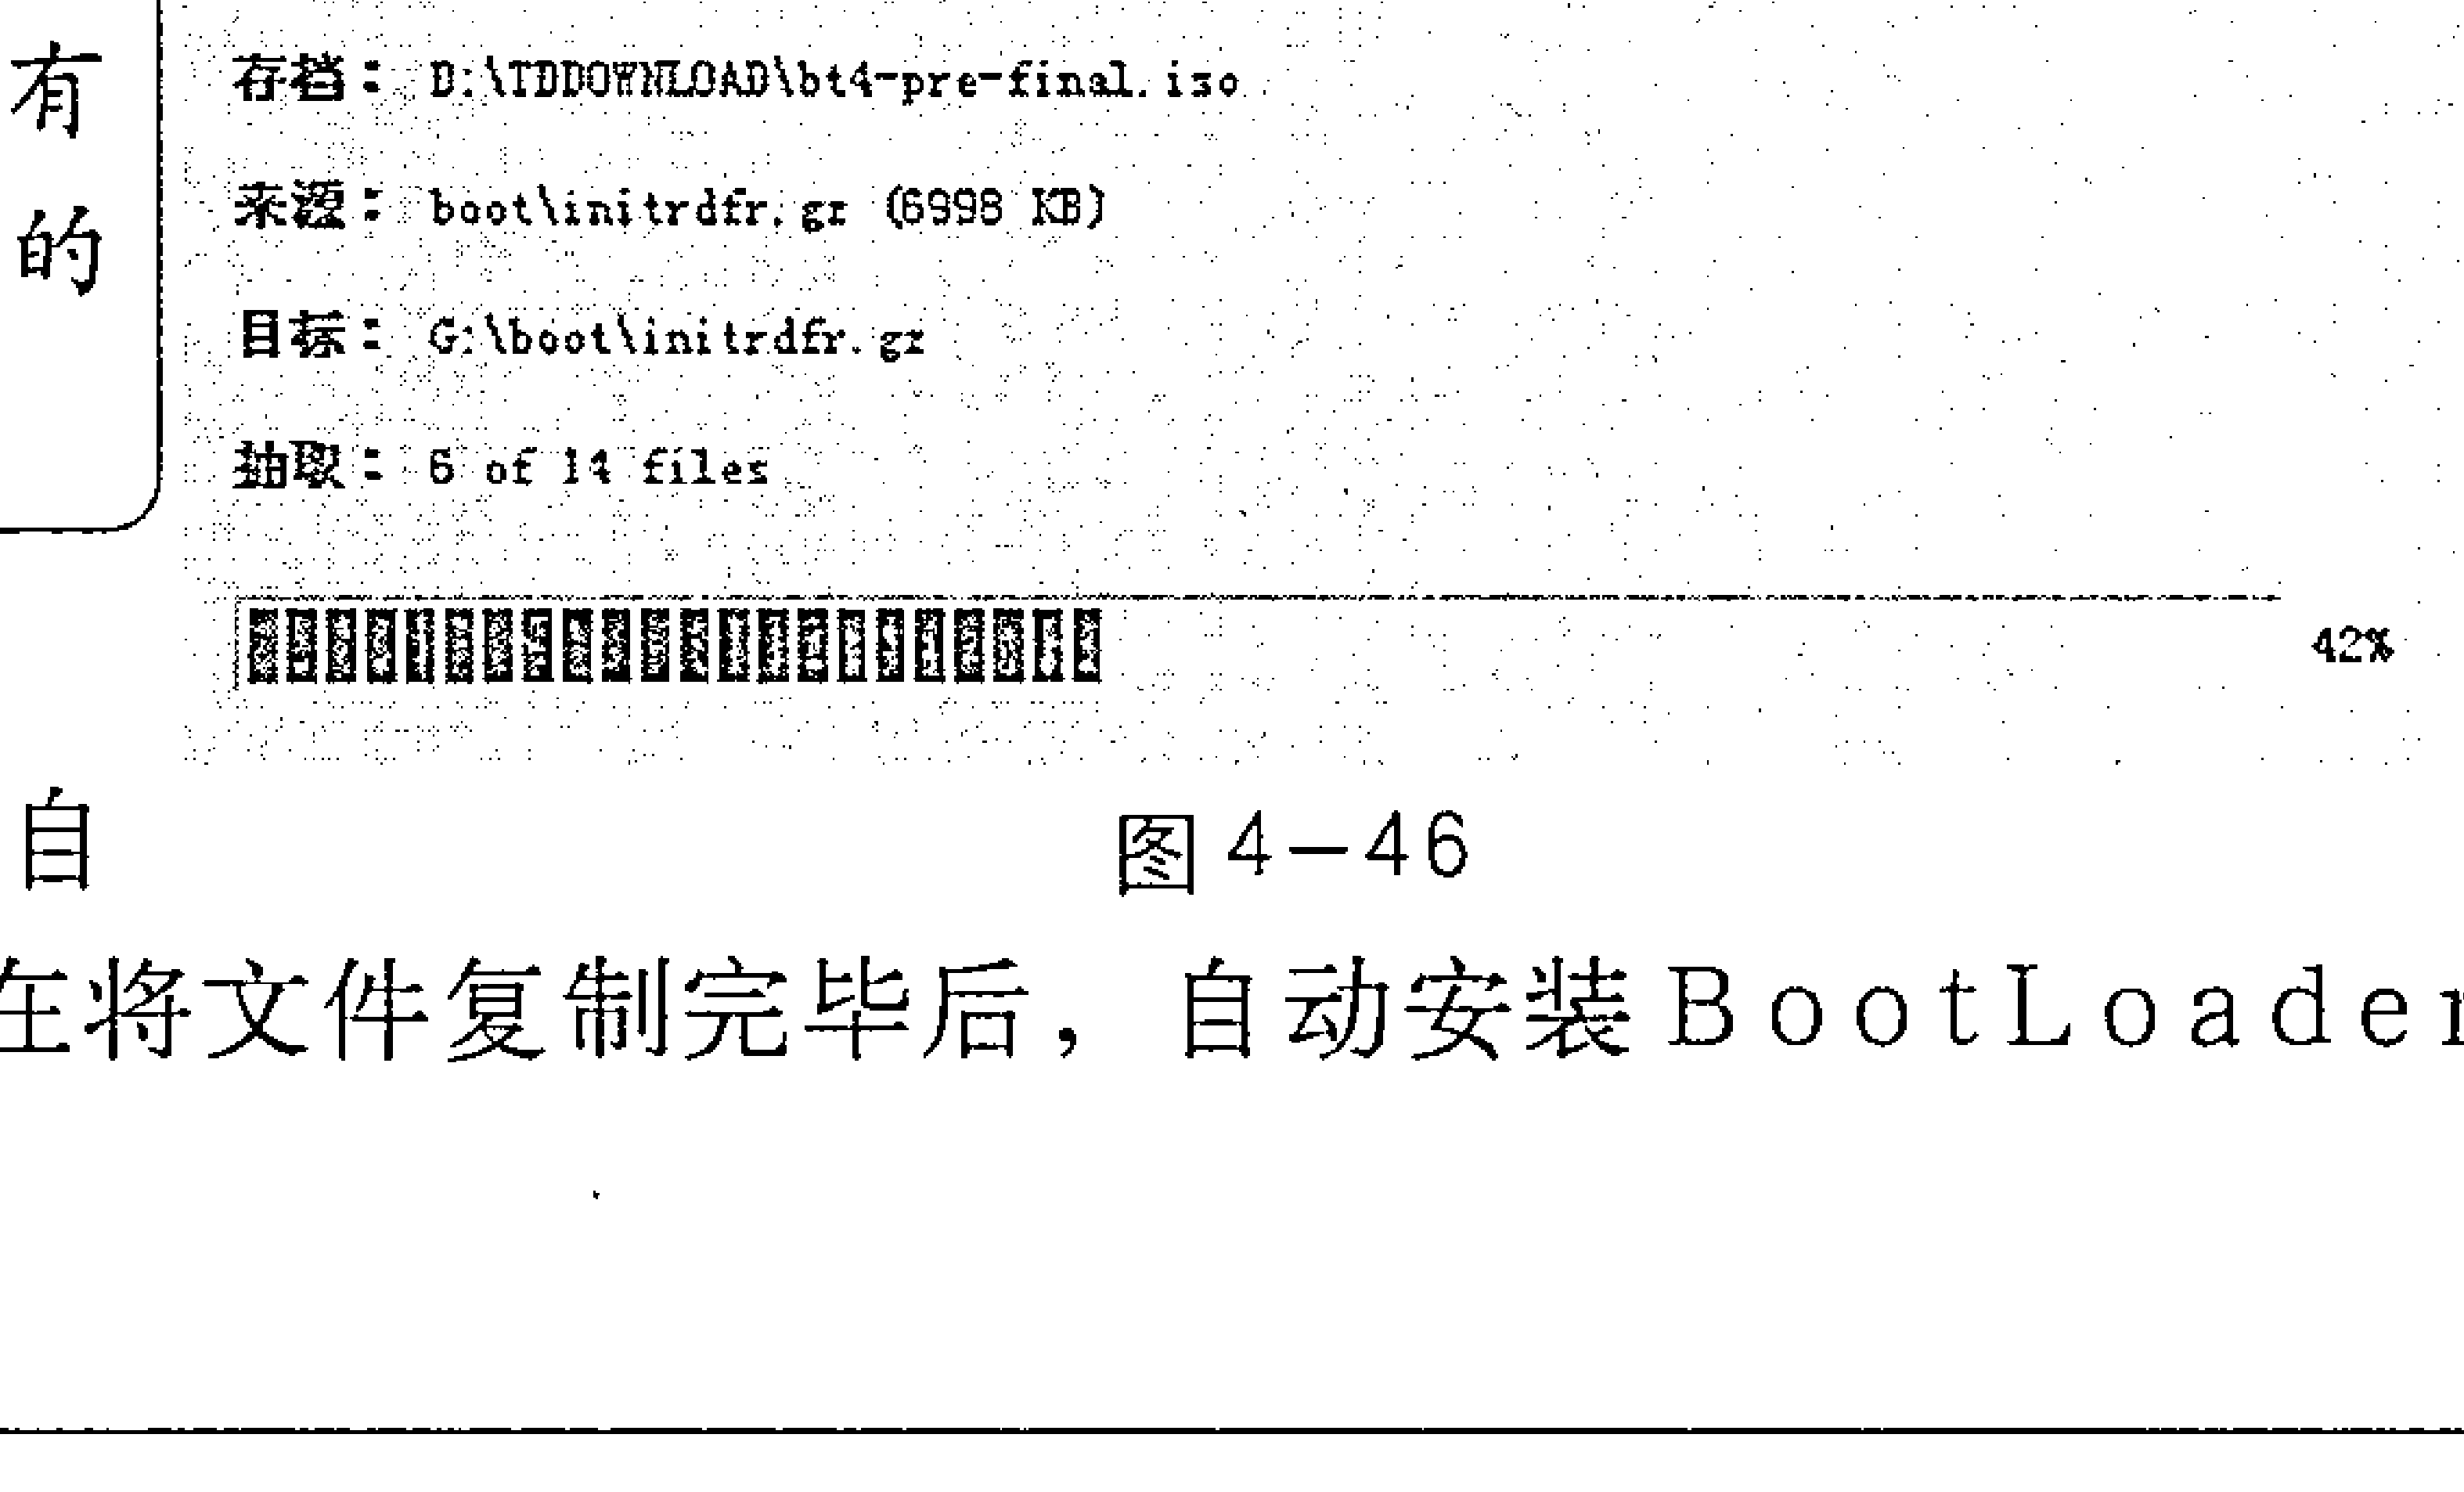 有
的
存档： D:\TDDOWNLOAD\bt4-pre-final.iso
来源： boot\initrdfr.gz (6998 KB)
目标： G:\boot\initrdfr.gz
抽取： 6 of 14 files
42%
自
图4-46
在将文件复制完毕后，自动安装BootLoader